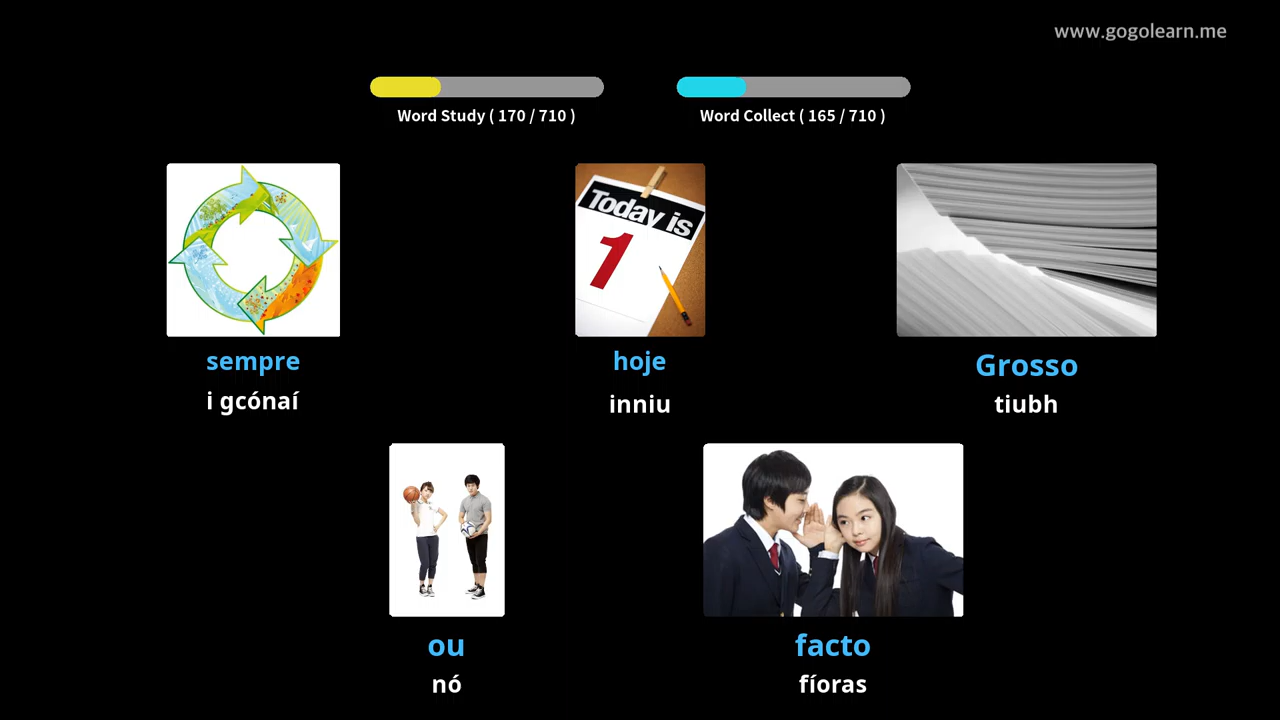 www.gogolearn.me
Word Study ( 170 / 710 )
Word Collect ( 165 / 710 )
Today is
1
sempre
i gcónaí
hoje
inniu
Grosso
tiubh
ou
nó
facto
fíoras